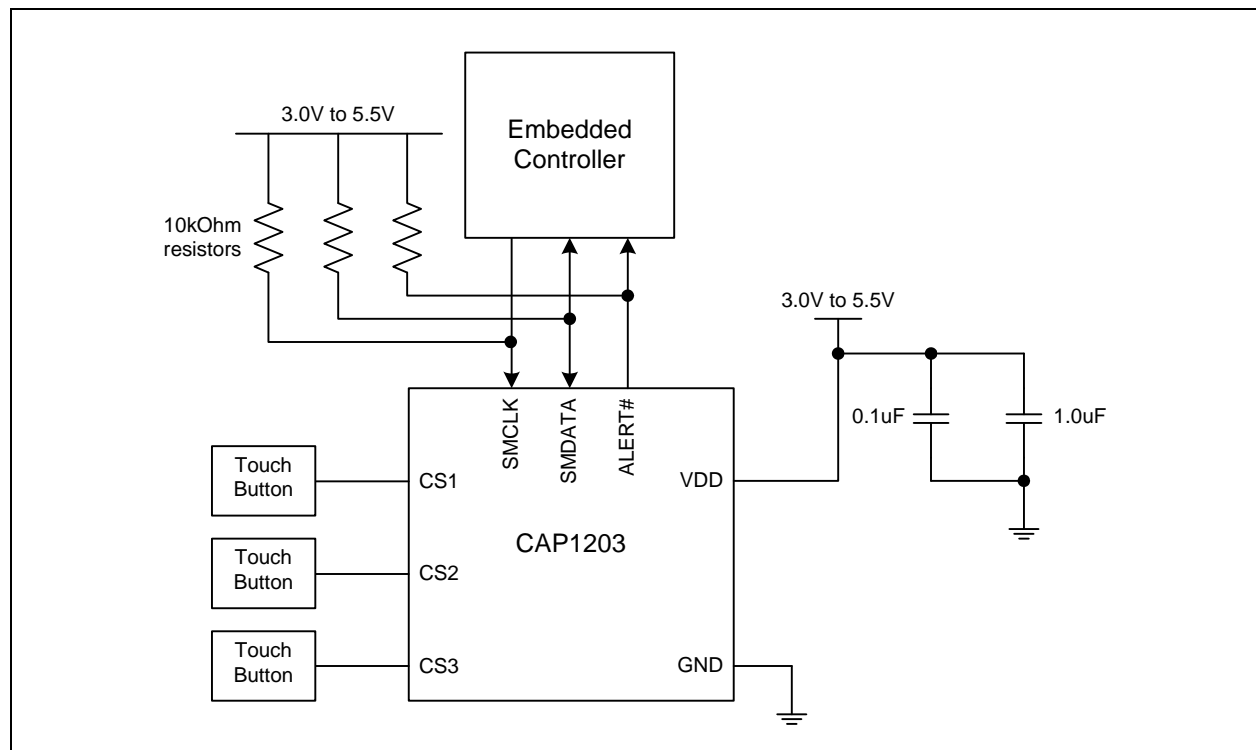 3.0V to 5.5V
Embedded
Controller
10kOhm
resistors
3.0V to 5.5V
0.1uF
1.0uF
SMCLK
SMDATA
ALERT#
Touch
Button
CS1
VDD
CAP1203
Touch
Button
CS2
Touch
Button
CS3
GND